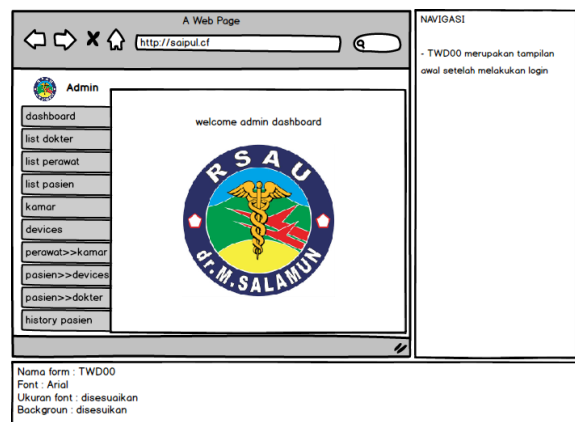 A Web Page
http://saipul.cf
Admin
dashboard
list dokter
list perawat
list pasien
kamar
devices
perawat>>kamar
pasien>>devices
pasien>>dokter
history pasien
welcome admin dashboard
RSAU
dr.M.SALAMUN
NAVIGASI
- TWD00 merupakan tampilan
awal setelah melakukan login
Nama form : TWD00
Font : Arial
Ukuran font : disesuaikan
Backgroun : disesuikan